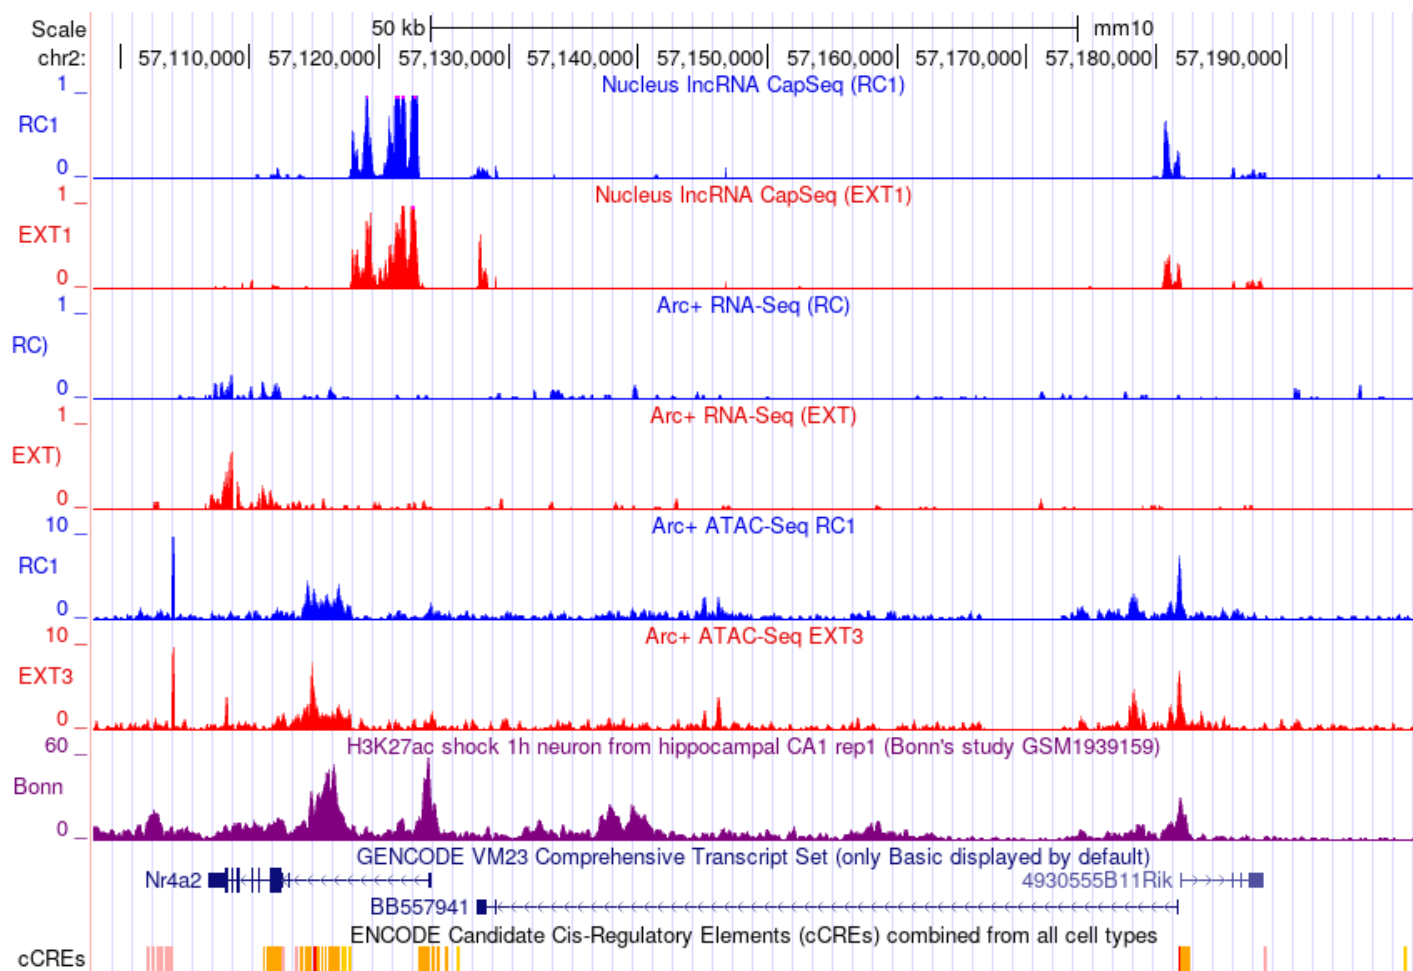 Scale 50 kb mm10
chr2: 57,110,000 57,120,000 57,130,000 57,140,000 57,150,000 57,160,000 57,170,000 57,180,000 57,190,000
Nucleus lncRNA CapSeq (RC1)
1
RC1
0
Nucleus lncRNA CapSeq (EXT1)
1
EXT1
0
Arc+ RNA-Seq (RC)
1
RC)
0
Arc+ RNA-Seq (EXT)
1
EXT)
0
Arc+ ATAC-Seq RC1
10
RC1
0
Arc+ ATAC-Seq EXT3
10
EXT3
0
H3K27ac shock 1h neuron from hippocampal CA1 rep1 (Bonn's study GSM1939159)
60
Bonn
0
GENCODE VM23 Comprehensive Transcript Set (only Basic displayed by default)
Nr4a2 4930555B11Rik
BB557941
ENCODE Candidate Cis-Regulatory Elements (cCREs) combined from all cell types
cCREs